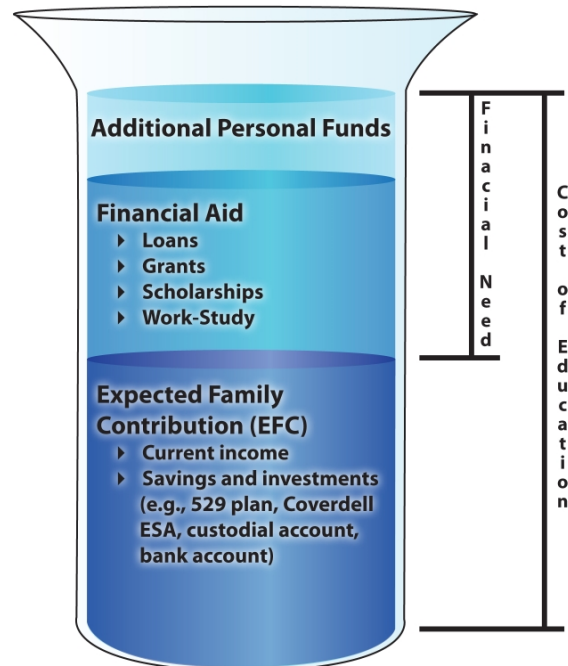 Additional Personal Funds
Financial Aid
Loans
Grants
Scholarships
Work-Study
Expected Family
Contribution (EFC)
Current income
Savings and investments
(e.g., 529 plan, Coverdell
ESA, custodial account,
bank account)
Finacial Need
Cost of Education